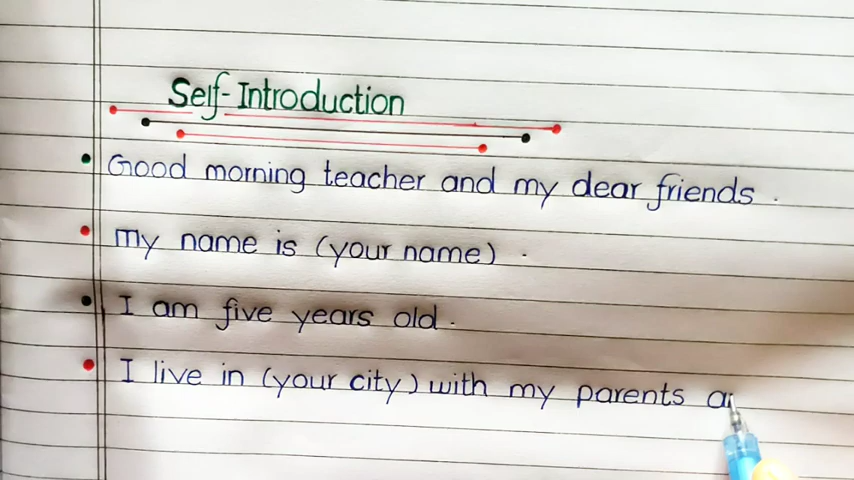 Self-Introduction
Good morning teacher and my dear friends.
My name is (your name).
I am five years old.
I live in (your city) with my parents a